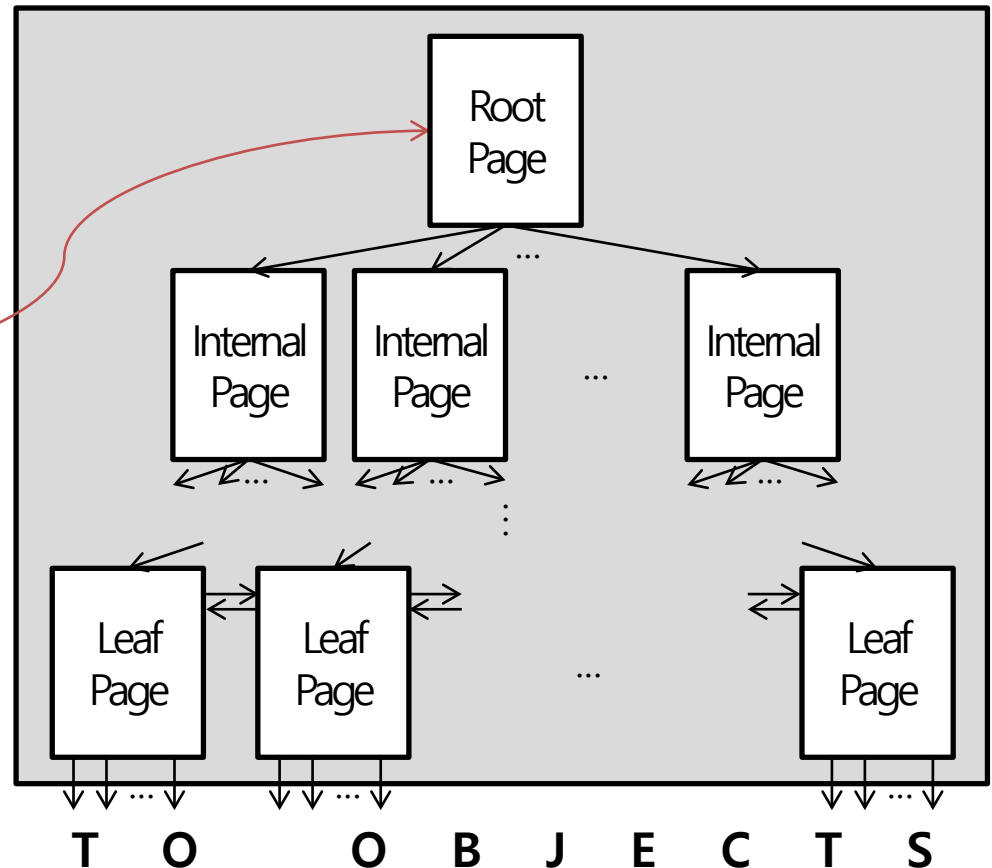 Root
Page
...
Internal
Page
Internal
Page
...
Internal
Page
...
...
...
...
Leaf
Page
Leaf
Page
...
Leaf
Page
...
...
...
T O O B J E C T S